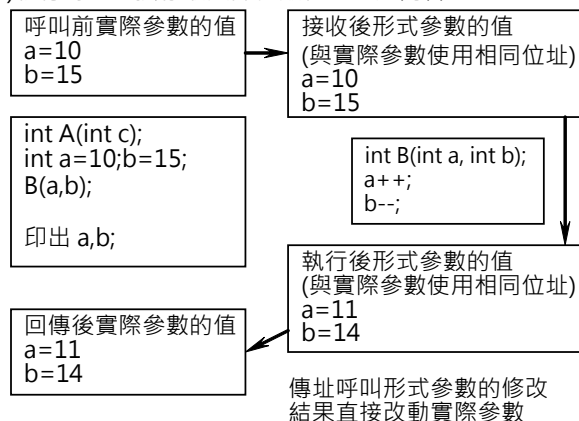 呼叫前實際參數的值
a=10
b=15
接收後形式參數的值
(與實際參數使用相同位址)
a=10
b=15
int A(int c);
int a=10;b=15;
B(a,b);
印出 a,b;
int B(int a, int b);
a++;
b--;
執行後形式參數的值
(與實際參數使用相同位址)
a=11
b=14
回傳後實際參數的值
a=11
b=14
傳址呼叫形式參數的修改
結果直接改動實際參數